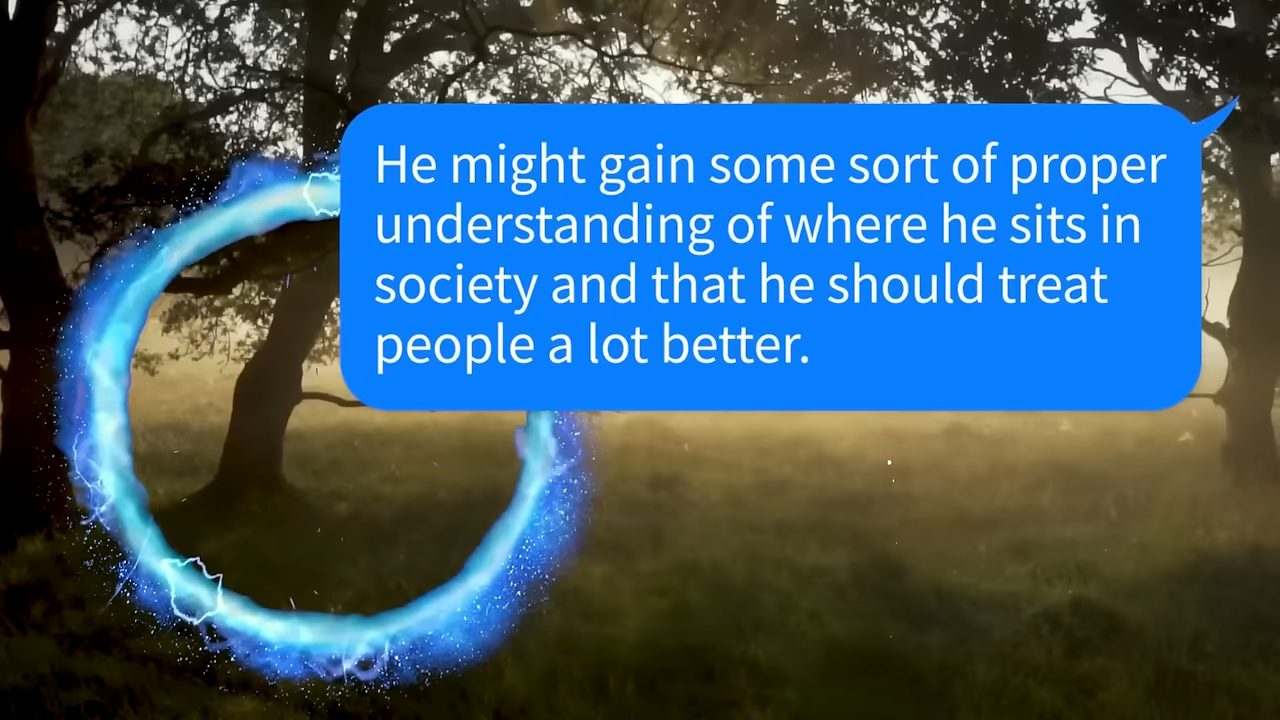 He might gain some sort of proper
understanding of where he sits in
society and that he should treat
people a lot better.